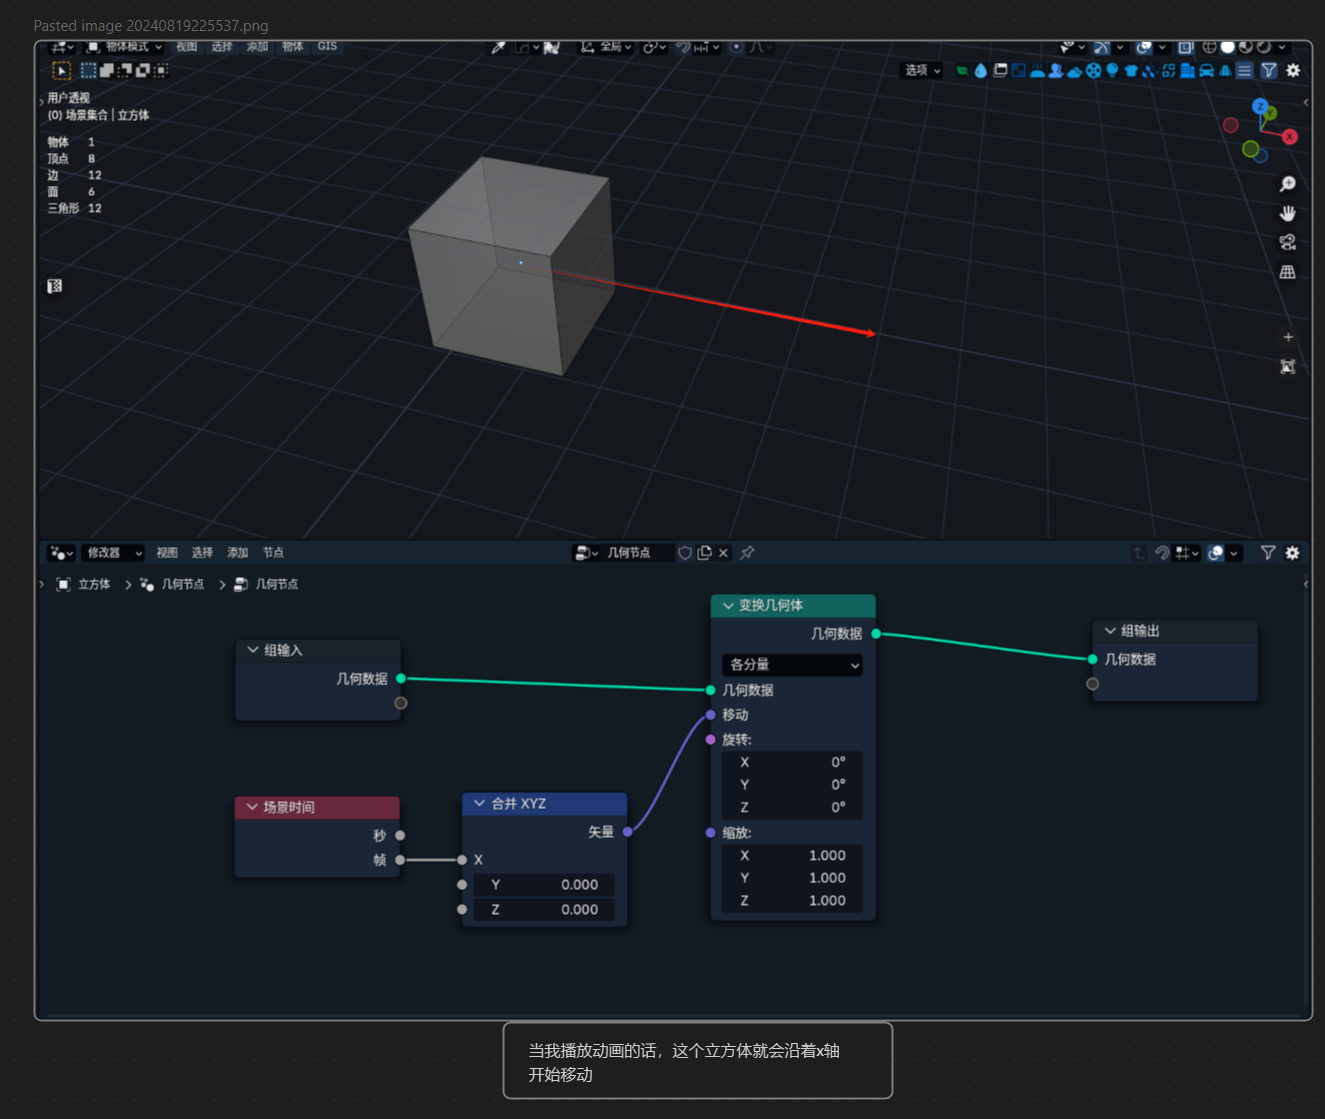 Pasted image 20240819225537.png
物体模式 视图 选择 添加 物体 GIS 全局
选项
用户透视
(0) 场景集合 | 立方体
物体 1
顶点 8
边 12
面 6
三角形 12
Z
Y
X
修改器 视图 选择 添加 节点 几何节点
立方体 几何节点 几何节点
变换几何体
几何数据
各分量
几何数据
移动
旋转:
X 0°
Y 0°
Z 0°
缩放:
X 1.000
Y 1.000
Z 1.000
组输出
几何数据
组输入
几何数据
场景时间
秒
帧
合并 XYZ
矢量
X
Y 0.000
Z 0.000
当我播放动画的话，这个立方体就会沿着x轴
开始移动